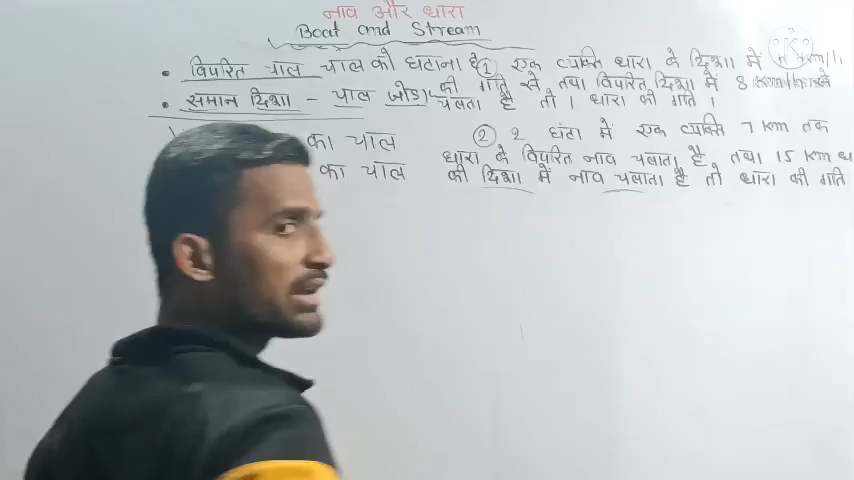 नाव और धारा
Boat and Stream
• विपरित चाल चाल को घटाना है
• समान दिशा - चाल जोड़ा
का चाल
का चाल
① एक व्यक्ति धारा के दिशा में km/h
की गति से तथा विपरित दिशा में 8
चलता है तो । धारा की गति ।
② 2 घंटा में एक व्यक्ति 7 km तक
धारा के विपरित नाव चलाता है तथा 15 km
की दिशा में नाव चलाता है तो धारा की गति